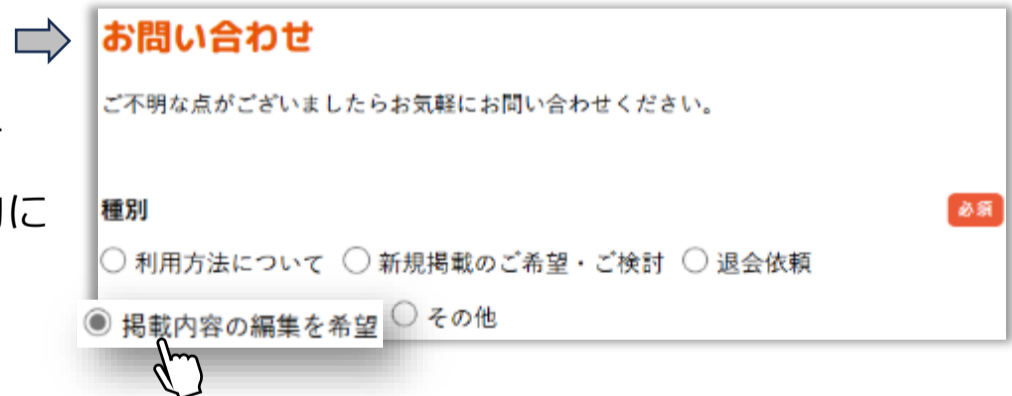 お問い合わせ
ご不明な点がございましたらお気軽にお問い合わせください。
に
種別 必須
利用方法について 新規掲載のご希望・ご検討 退会依頼
掲載内容の編集を希望 その他